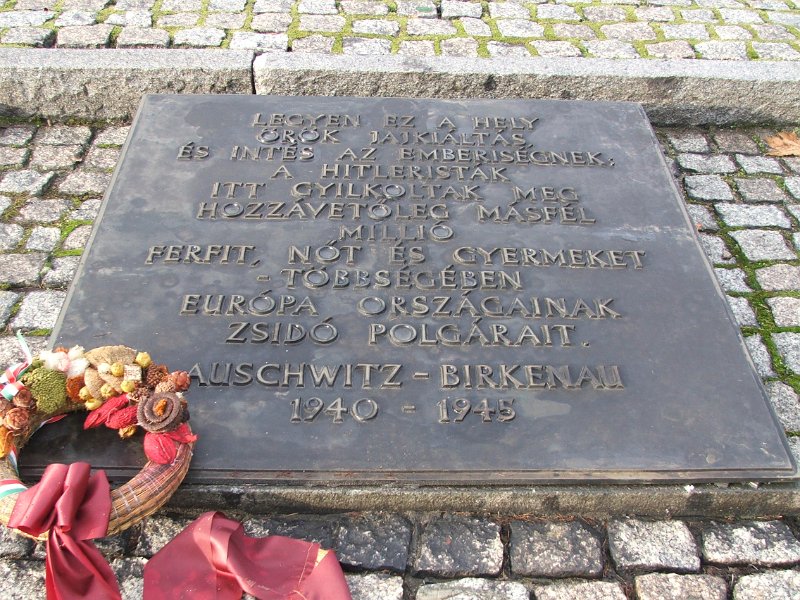 LEGYEN EZ A HELY
ÖRÖK JAJKIÁLTÁS
ÉS INTÉS AZ EMBERISÉGNEK;
A HITLERISTÁK
ITT GYILKOLTAK MEG
HOZZÁVETŐLEG MÁSFÉL
MILLIÓ
FERFIT, NŐT ÉS GYERMEKET
- TÖBBSÉGÉBEN
EURÓPA ORSZÁGAINAK
ZSIDÓ POLGÁRAIT.
AUSCHWITZ - BIRKENAU
1940 - 1945